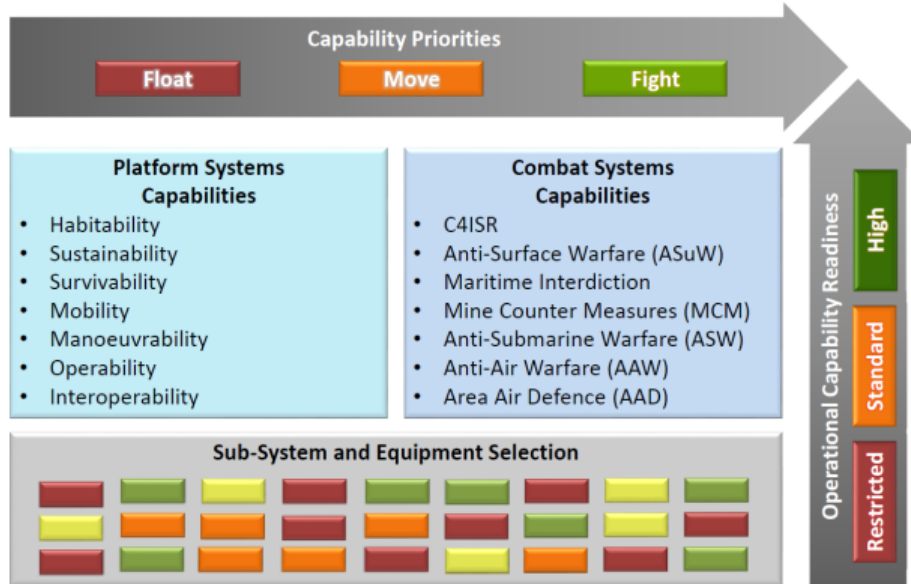 Capability Priorities
Float
Move
Fight
Platform Systems
Capabilities
• Habitability
• Sustainability
• Survivability
• Mobility
• Manoeuvrability
• Operability
• Interoperability
Combat Systems
Capabilities
• C4ISR
• Anti-Surface Warfare (ASuW)
• Maritime Interdiction
• Mine Counter Measures (MCM)
• Anti-Submarine Warfare (ASW)
• Anti-Air Warfare (AAW)
• Area Air Defence (AAD)
Sub-System and Equipment Selection
Operational Capability Readiness
High
Standard
Restricted